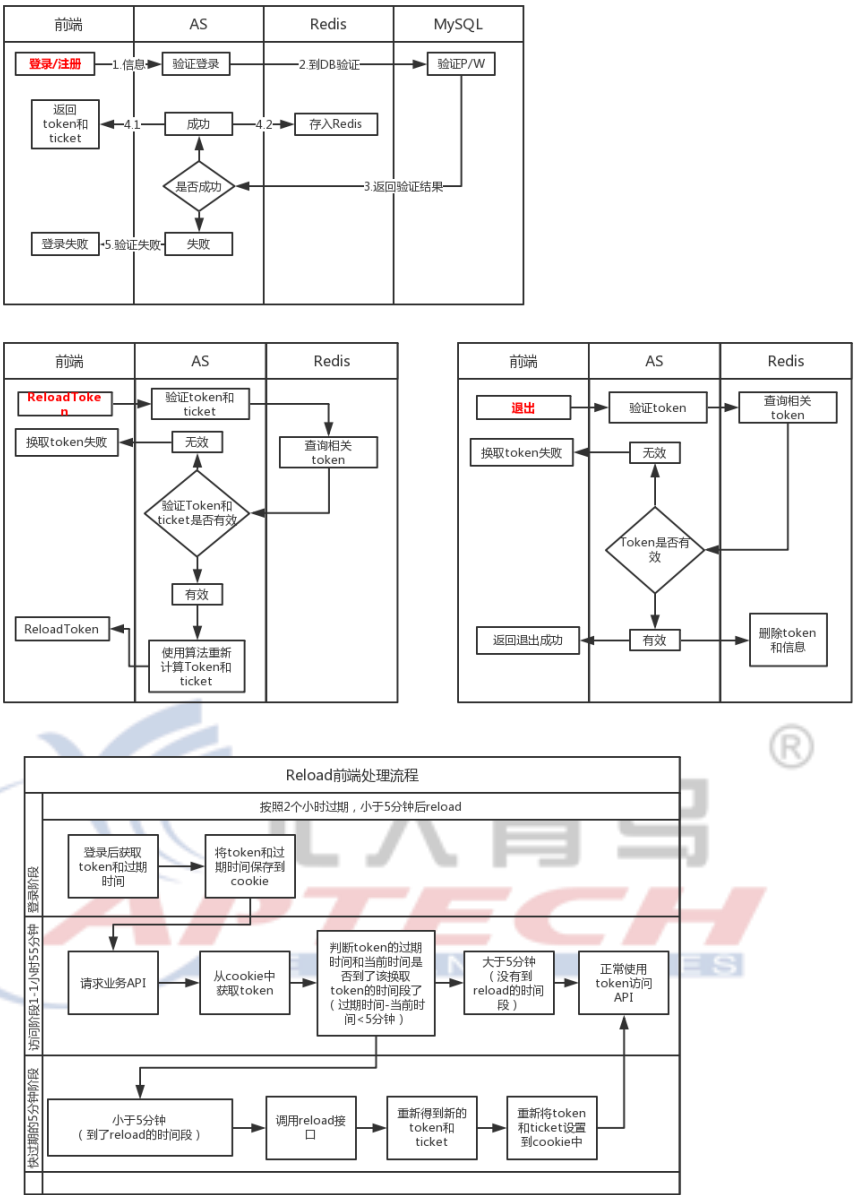 前端
AS
Redis
MySQL
登录/注册
1.信息
验证登录
2.到DB验证
验证P/W
返回
token和
ticket
4.1
成功
4.2
存入Redis
是否成功
3.返回验证结果
登录失败
5.验证失败
失败
前端
AS
Redis
ReloadToke
n
验证token和
ticket
换取token失败
无效
查询相关
token
验证Token和
ticket是否有效
有效
ReloadToken
使用算法重新
计算Token和
ticket
前端
AS
Redis
退出
验证token
查询相关
token
换取token失败
无效
Token是否有
效
返回退出成功
有效
删除token
和信息
Reload前端处理流程
按照2个小时过期，小于5分钟后reload
登录阶段
登录后获取
token和过期
时间
将token和过
期时间保存到
cookie
访问阶段1-1小时55分钟
请求业务API
从cookie中
获取token
判断token的过期
时间和当前时间是
否到了该换取
token的时间段了
（过期时间-当前时
间<5分钟）
大于5分钟
（没有到
reload的时间
段）
正常使用
token访问
API
快过期的5分钟阶段
小于5分钟
（到了reload的时间段）
调用reload接
口
重新得到新的
token和
ticket
重新将token
和ticket设置
到cookie中
®
北大青鸟
APTECH